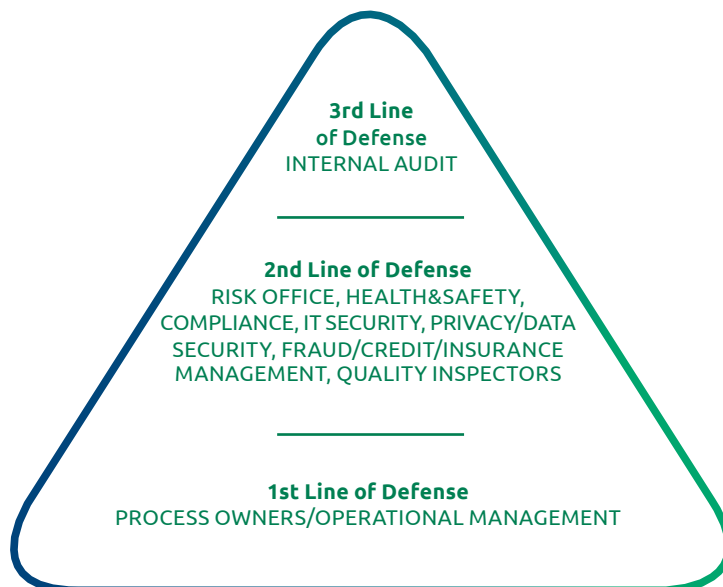 3rd Line
of Defense
INTERNAL AUDIT
2nd Line of Defense
RISK OFFICE, HEALTH&SAFETY,
COMPLIANCE, IT SECURITY, PRIVACY/DATA
SECURITY, FRAUD/CREDIT/INSURANCE
MANAGEMENT, QUALITY INSPECTORS
1st Line of Defense
PROCESS OWNERS/OPERATIONAL MANAGEMENT